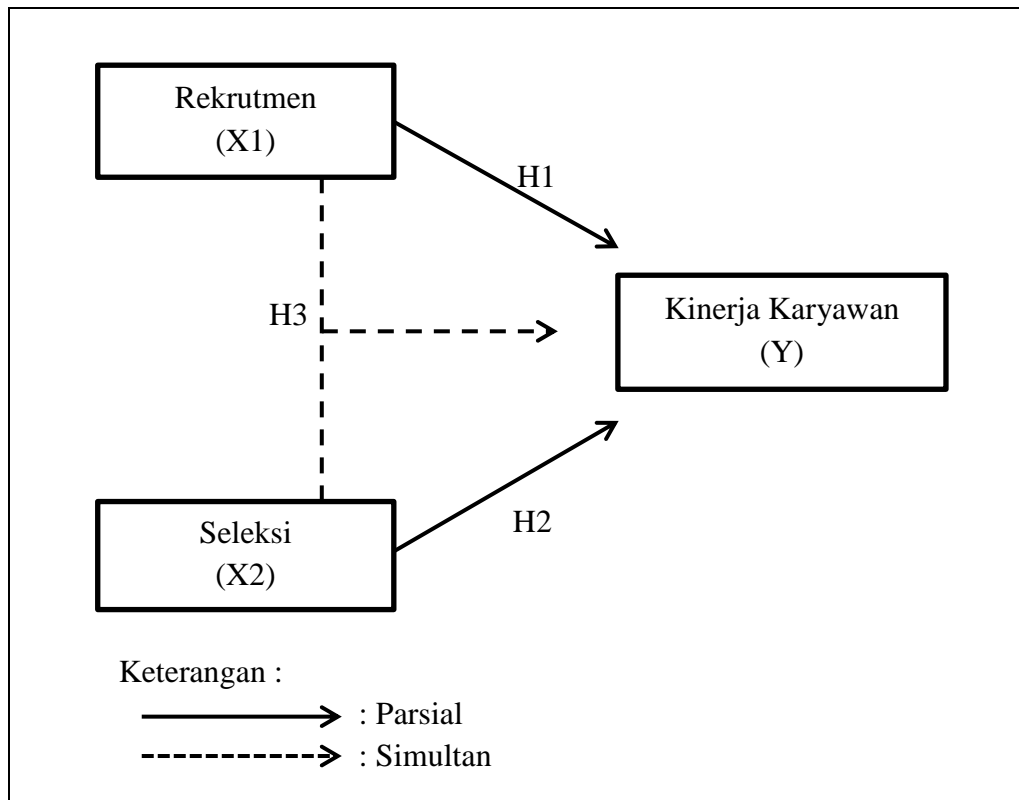 Rekrutmen
(X1)
H1
Kinerja Karyawan
(Y)
H3
Seleksi
(X2)
H2
Keterangan :
: Parsial
: Simultan